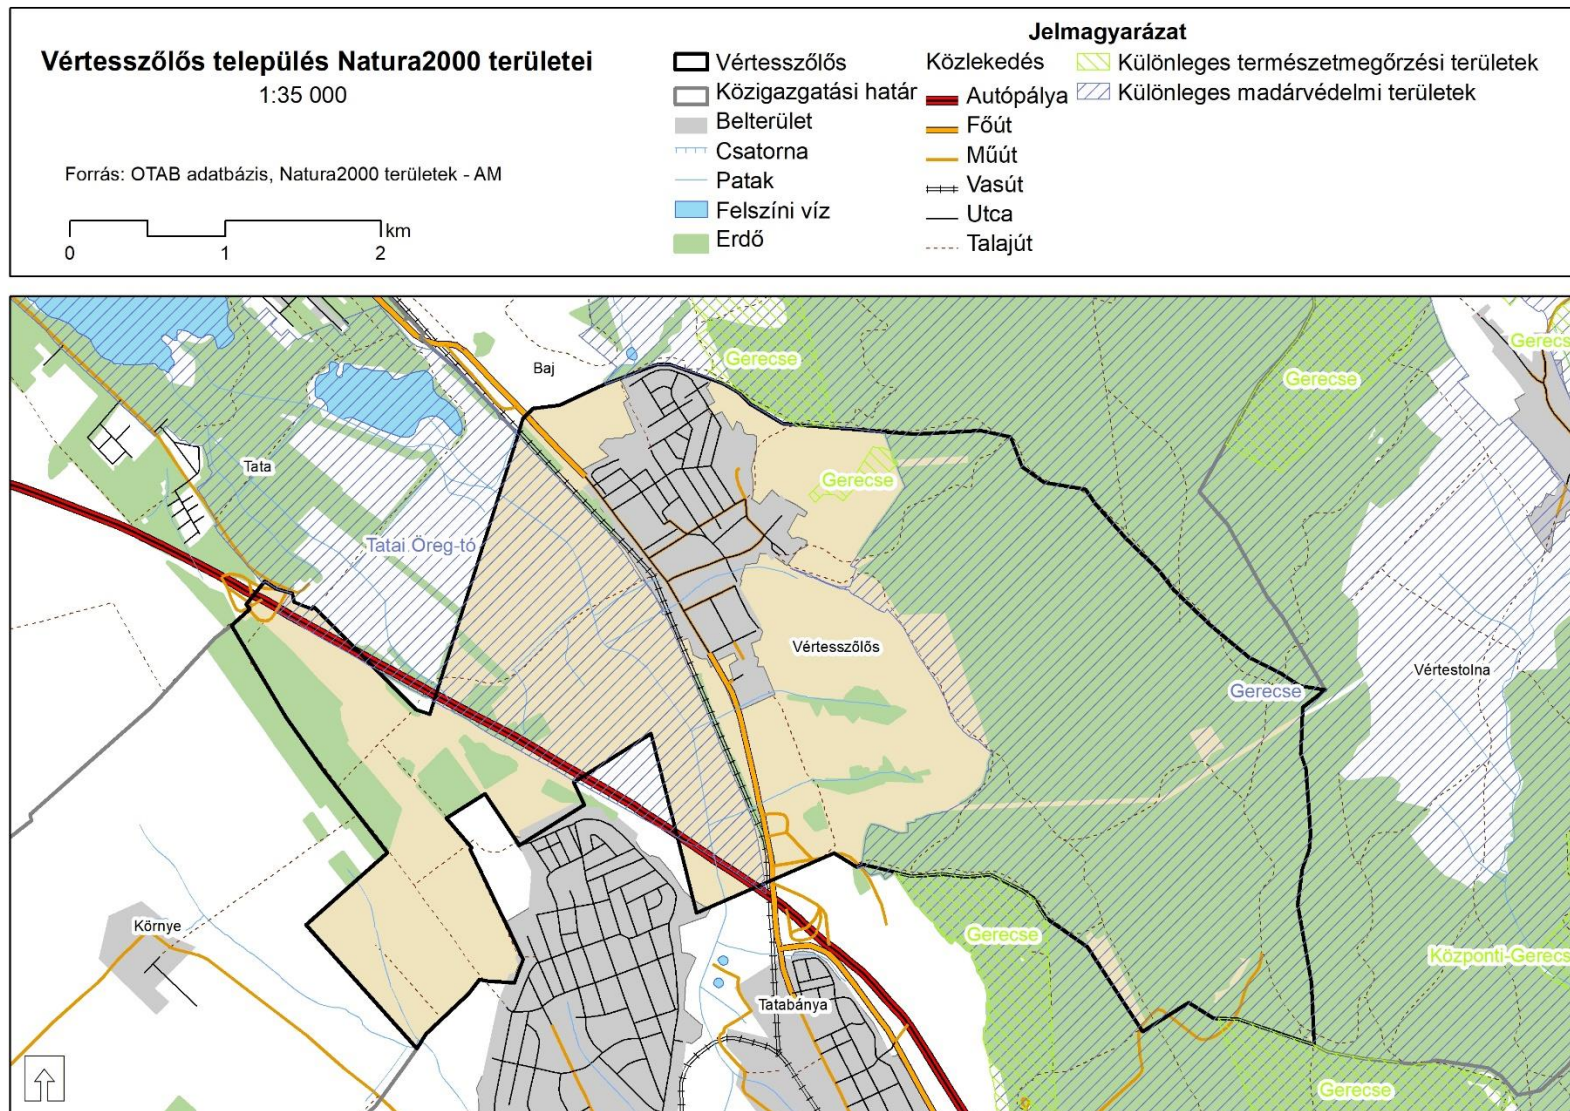 Vértesszőlős település Natura2000 területei
1:35 000
Forrás: OTAB adatbázis, Natura2000 területek - AM
km
0
1
2
Jelmagyarázat
Vértesszőlős
Közigazgatási határ
Belterület
Csatorna
Patak
Felszíni víz
Erdő
Közlekedés
Autópálya
Főút
Műút
Vasút
Utca
Talajút
Különleges természetmegőrzési területek
Különleges madárvédelmi területek
Baj
Gerecse
Gerecse
Gerecs
Tata
Gerecse
Tatai Öreg-tó
Vértesszőlős
Gerecse
Vértestolna
Környe
Gerecse
Központi-Gerecs
Tatabánya
Gerecse